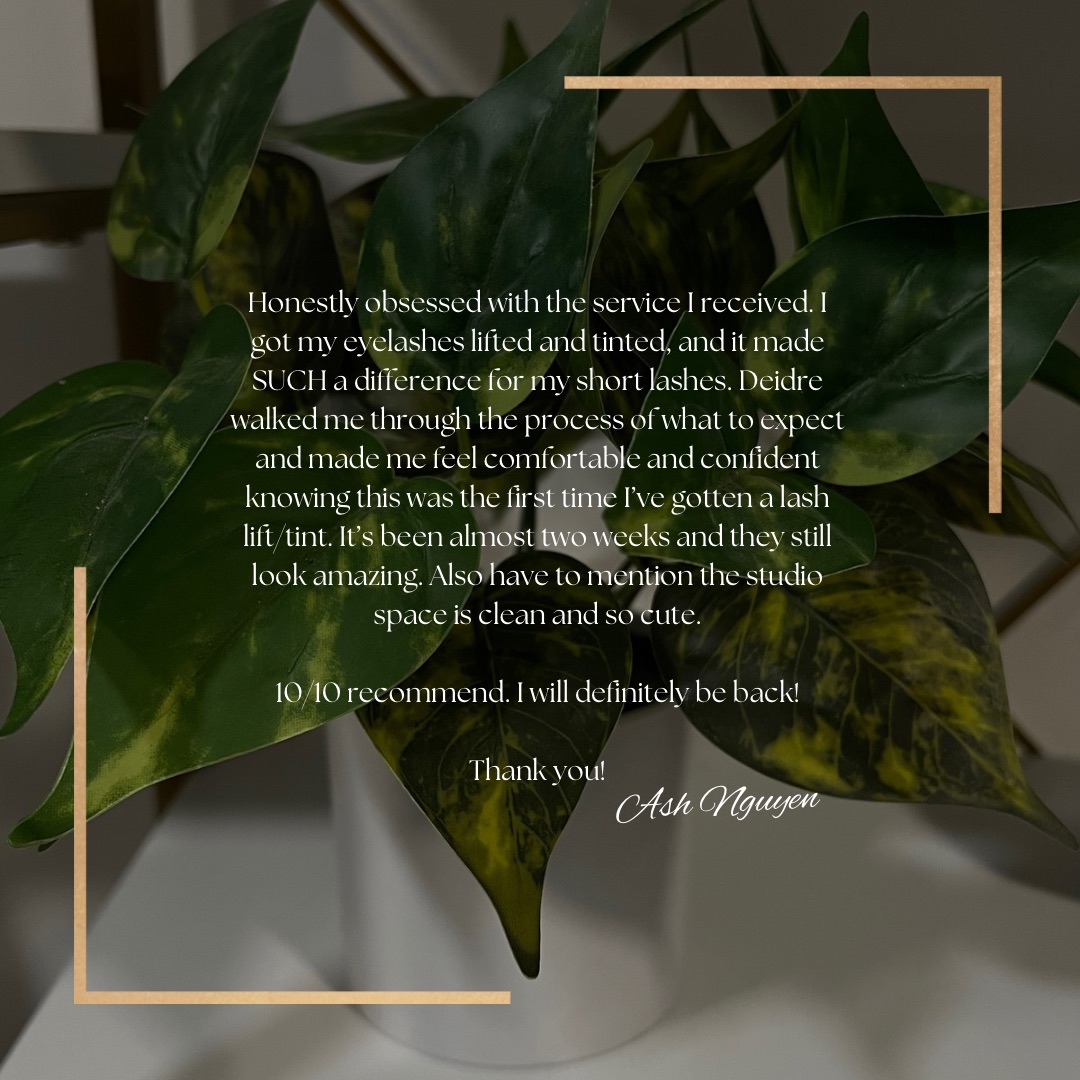 Honestly obsessed with the service I received. I
got my eyelashes lifted and tinted, and it made
SUCH a difference for my short lashes. Deidre
walked me through the process of what to expect
and made me feel comfortable and confident
knowing this was the first time I've gotten a lash
lift/tint. It's been almost two weeks and they still
look amazing. Also have to mention the studio
space is clean and so cute.
10/10 recommend. I will definitely be back!
Thank you!
Ash Nguyen